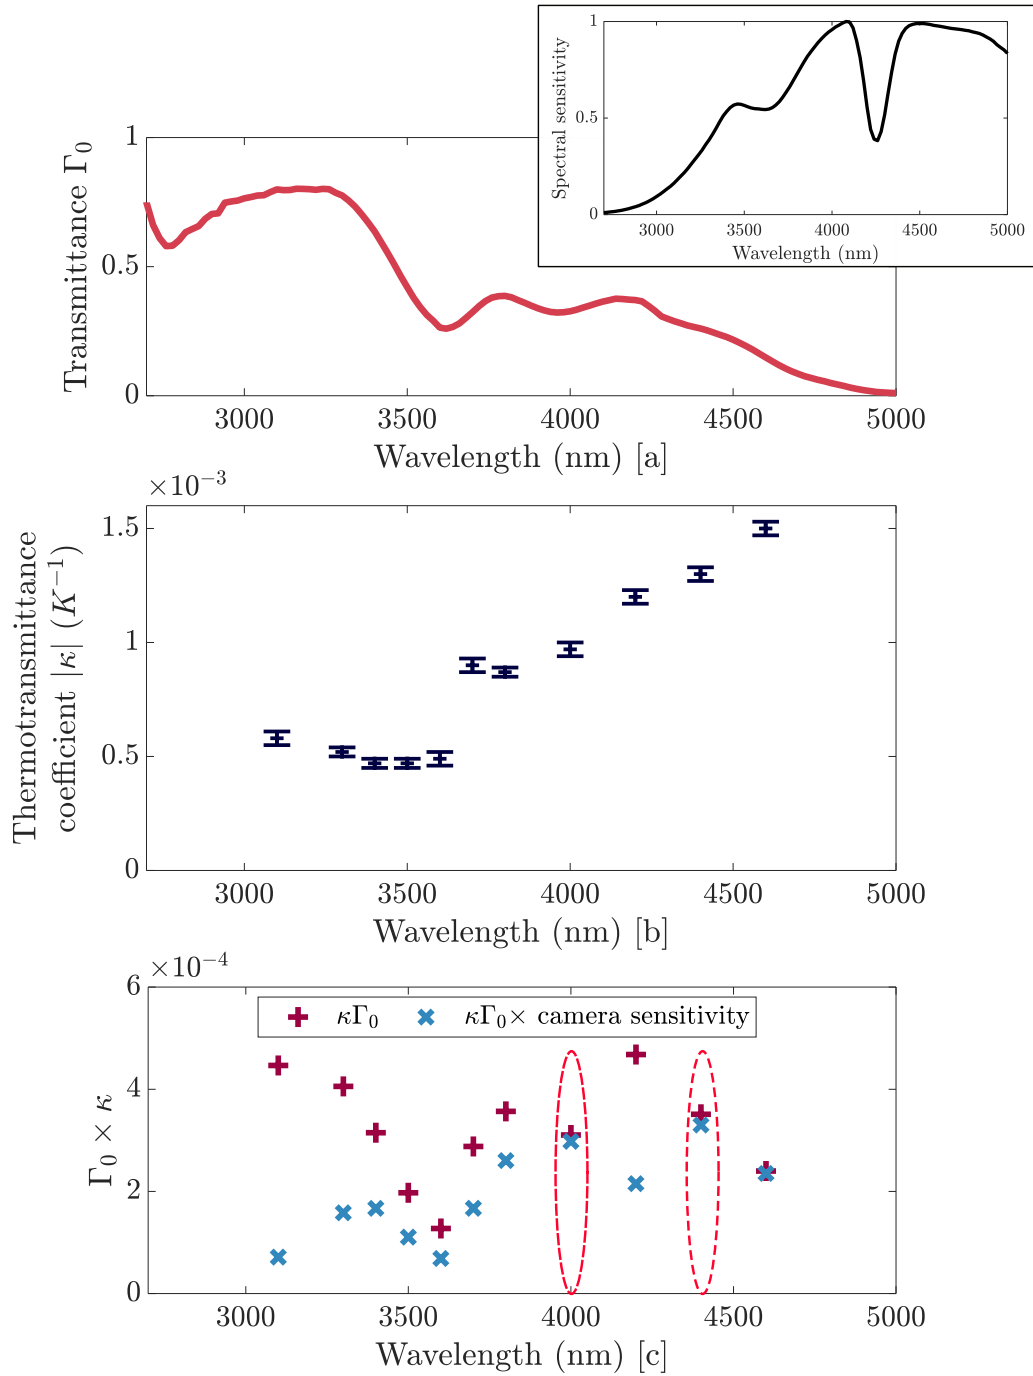 1
0.5
0
Spectral sensitivity
3000 3500 4000 4500 5000
Wavelength (nm)
1
0.5
0
Transmittance Γ₀
3000 3500 4000 4500 5000
Wavelength (nm) [a]
×10⁻³
1.5
1
0.5
0
Thermotransmittance
coefficient |κ| (K⁻¹)
3000 3500 4000 4500 5000
Wavelength (nm) [b]
×10⁻⁴
6
4
2
0
Γ₀ × κ
κΓ₀ κΓ₀× camera sensitivity
3000 3500 4000 4500 5000
Wavelength (nm) [c]